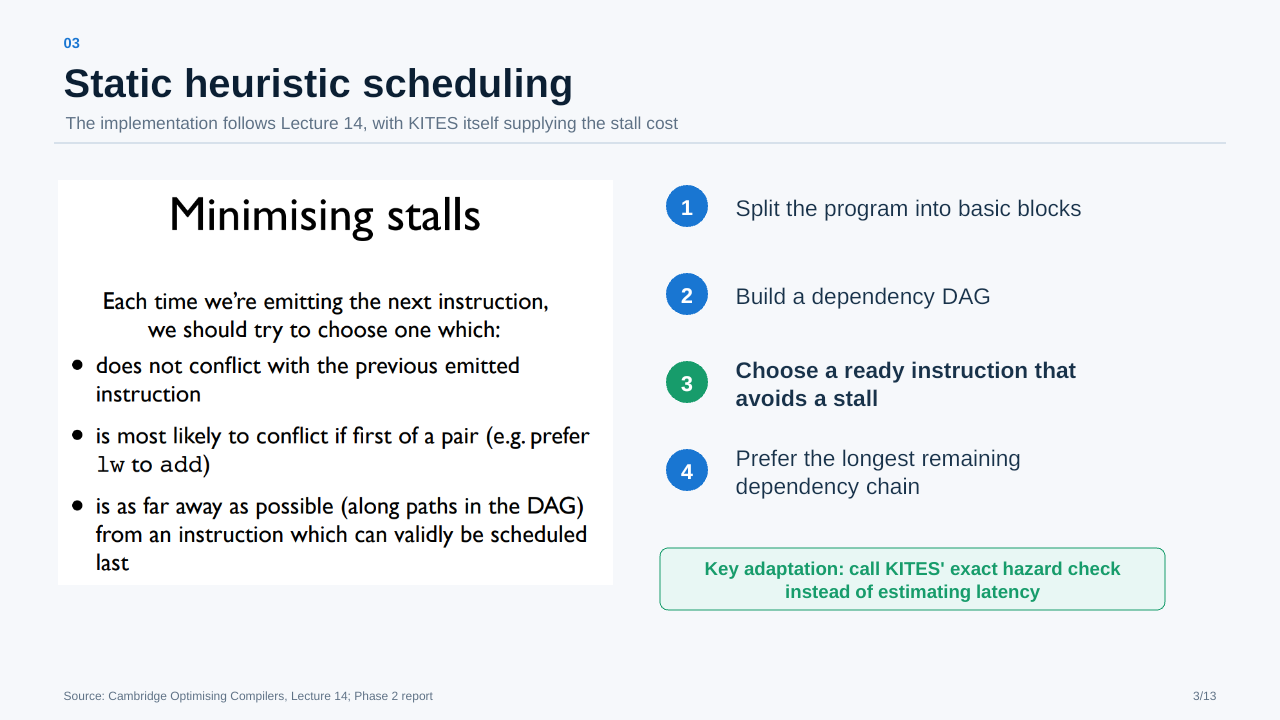 03
Static heuristic scheduling
The implementation follows Lecture 14, with KITES itself supplying the stall cost
Minimising stalls
Each time we’re emitting the next instruction,
we should try to choose one which:
● does not conflict with the previous emitted
instruction
● is most likely to conflict if first of a pair (e.g. prefer
lw to add)
● is as far away as possible (along paths in the DAG)
from an instruction which can validly be scheduled
last
1 Split the program into basic blocks
2 Build a dependency DAG
3 Choose a ready instruction that
avoids a stall
4 Prefer the longest remaining
dependency chain
Key adaptation: call KITES' exact hazard check
instead of estimating latency
Source: Cambridge Optimising Compilers, Lecture 14; Phase 2 report
3/13